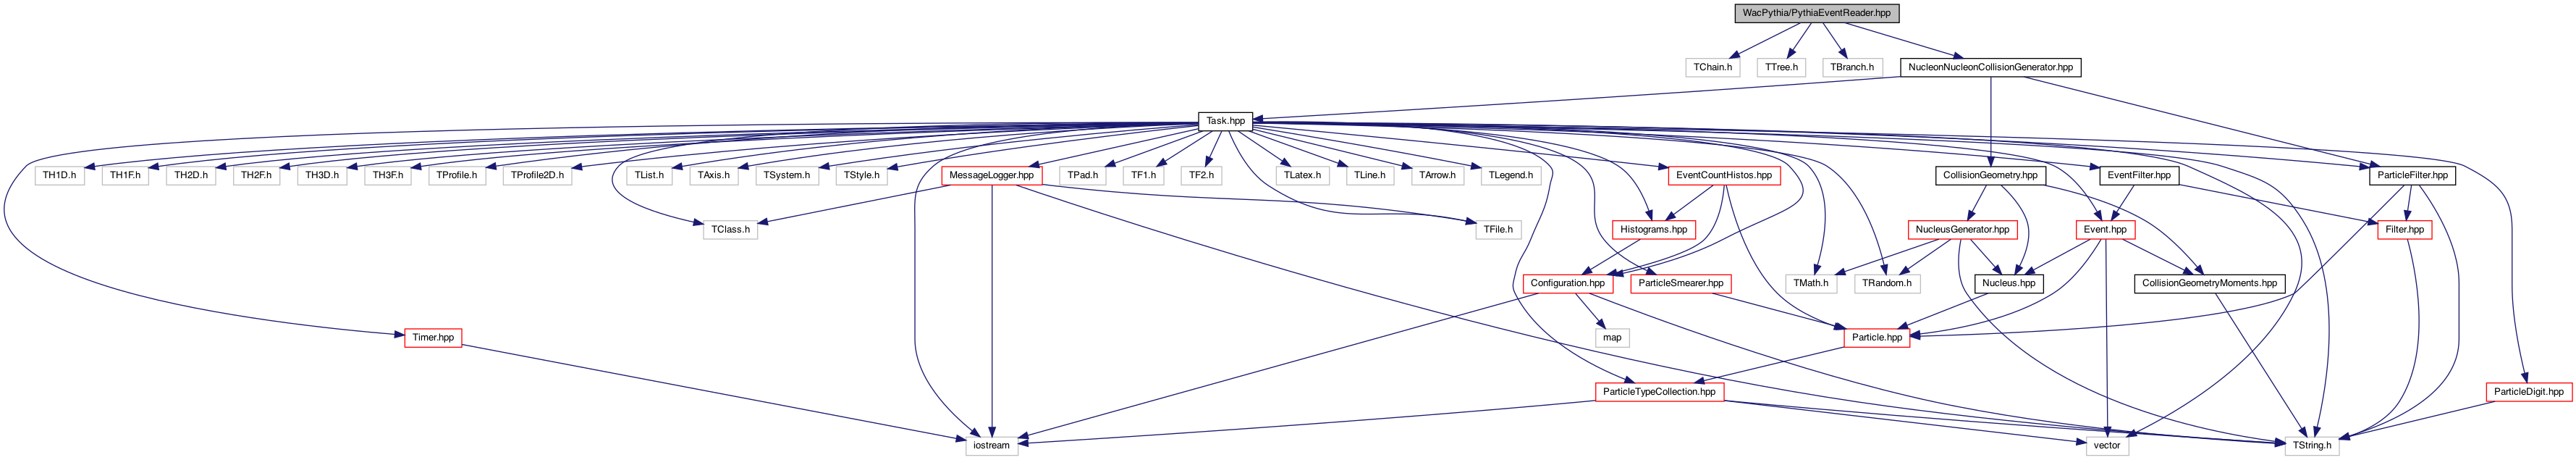 WacPythia/PythiaEventReader.hpp
TChain.h
TTree.h
TBranch.h
NucleonNucleonCollisionGenerator.hpp
Task.hpp
TH1D.h
TH1F.h
TH2D.h
TH2F.h
TH3D.h
TH3F.h
TProfile.h
TProfile2D.h
TList.h
TAxis.h
TSystem.h
TStyle.h
MessageLogger.hpp
TPad.h
TF1.h
TF2.h
TLatex.h
TLine.h
TArrow.h
TLegend.h
EventCountHistos.hpp
CollisionGeometry.hpp
EventFilter.hpp
ParticleFilter.hpp
TClass.h
TFile.h
Histograms.hpp
NucleusGenerator.hpp
Event.hpp
Filter.hpp
Configuration.hpp
ParticleSmearer.hpp
TMath.h
TRandom.h
Nucleus.hpp
CollisionGeometryMoments.hpp
Timer.hpp
map
Particle.hpp
ParticleTypeCollection.hpp
ParticleDigit.hpp
iostream
vector
TString.h